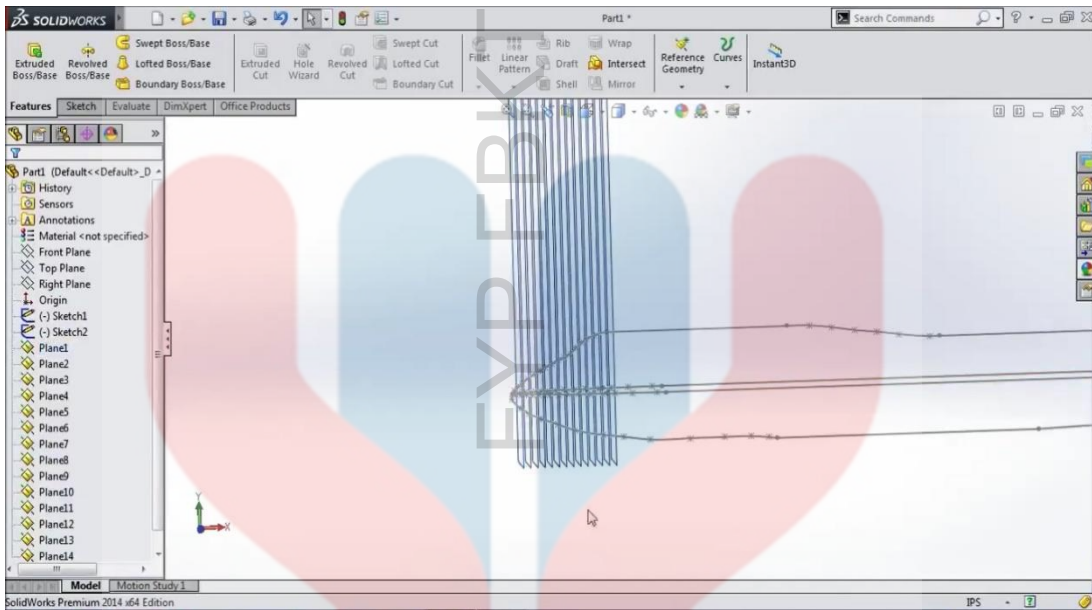 SOLIDWORKS
Part1 *
Search Commands
Extruded Boss/Base
Revolved Boss/Base
Swept Boss/Base
Lofted Boss/Base
Boundary Boss/Base
Extruded Cut
Hole Wizard
Revolved Cut
Swept Cut
Lofted Cut
Boundary Cut
Fillet
Linear Pattern
Rib
Draft
Shell
Wrap
Intersect
Mirror
Reference Geometry
Curves
Instant3D
Features
Sketch
Evaluate
DimXpert
Office Products
Part1 (Default<<Default>_D
History
Sensors
Annotations
Material <not specified>
Front Plane
Top Plane
Right Plane
Origin
(-) Sketch1
(-) Sketch2
Plane1
Plane2
Plane3
Plane4
Plane5
Plane6
Plane7
Plane8
Plane9
Plane10
Plane11
Plane12
Plane13
Plane14
FYP FBKT
Y
X
Model
Motion Study 1
SolidWorks Premium 2014 x64 Edition
IPS